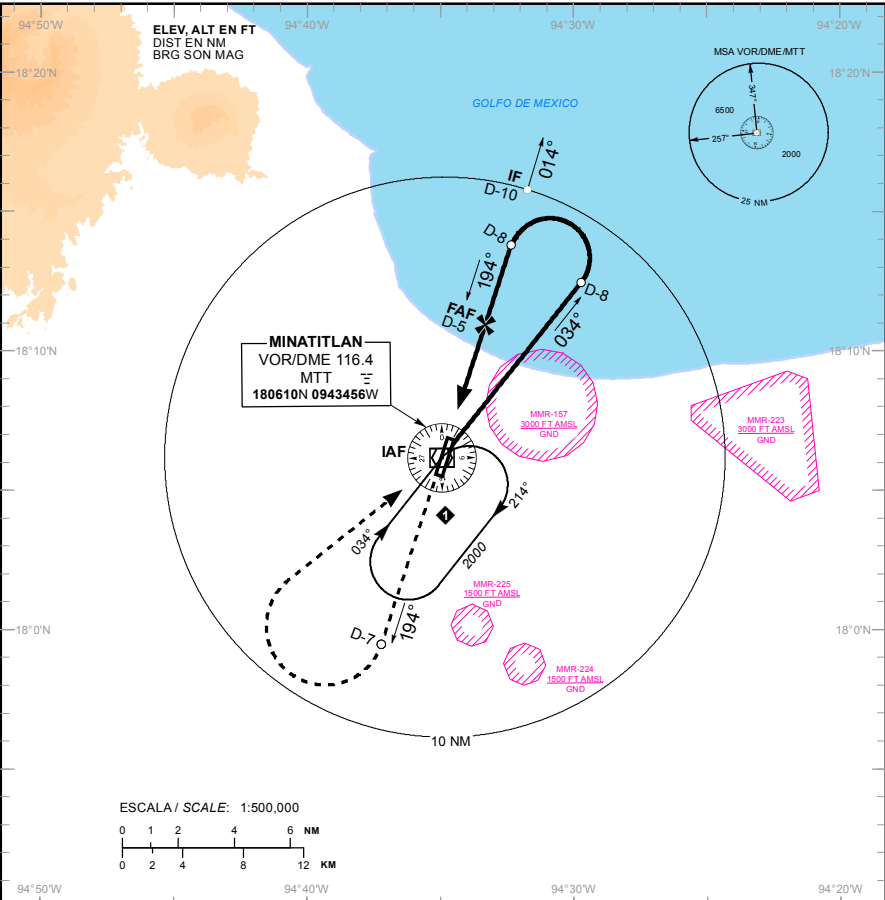 94°50'W
94°40'W
94°30'W
94°20'W
ELEV, ALT EN FT
DIST EN NM
BRG SON MAG
18°20'N
18°20'N
MSA VOR/DME/MTT
347°
6500
257°
2000
25 NM
GOLFO DE MEXICO
014°
IF
D-10
D-8
194°
D-8
FAF
D-5
034°
18°10'N
18°10'N
MINATITLAN
VOR/DME 116.4
MTT
180610N 0943456W
MMR-157
3000 FT AMSL
GND
MMR-223
3000 FT AMSL
GND
IAF
0
9
27
1
214°
034°
2000
MMR-225
1500 FT AMSL
GND
18°0'N
18°0'N
D-7
194°
MMR-224
1500 FT AMSL
GND
10 NM
ESCALA / SCALE: 1:500,000
0 1 2 4 6 NM
0 2 4 8 12 KM
94°50'W
94°40'W
94°30'W
94°20'W